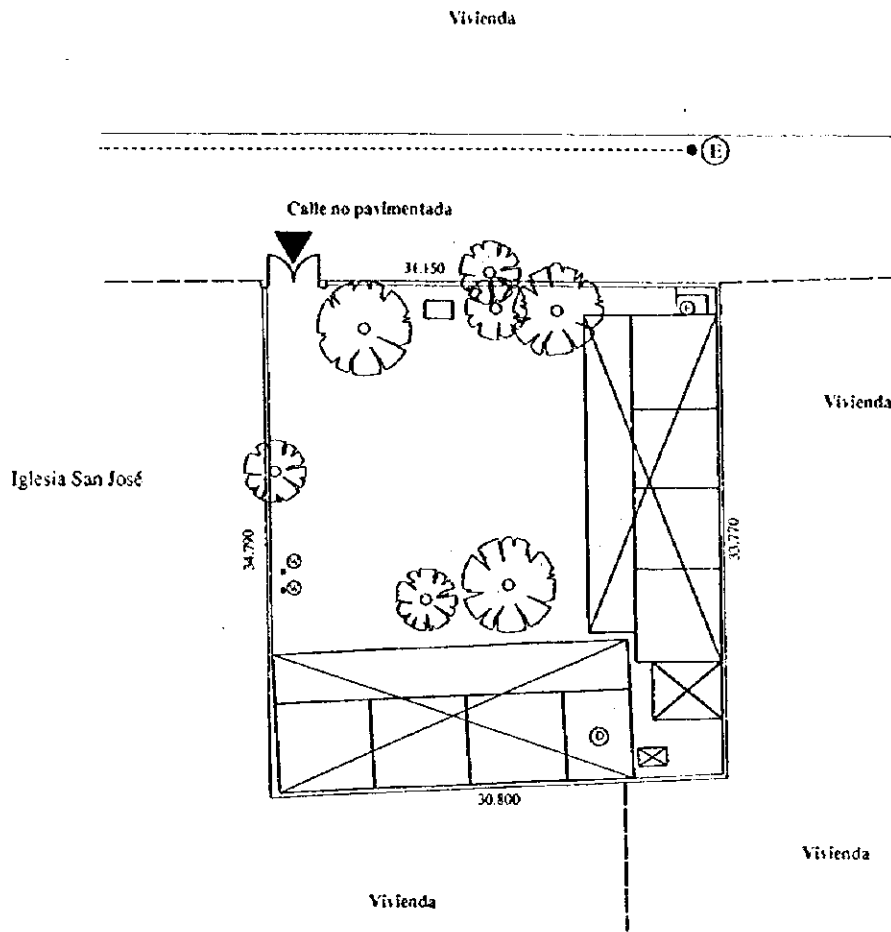 Vivienda
E
Calle no pavimentada
31.150
Vivienda
Iglesia San José
34.790
33.770
D
30.800
Vivienda
Vivienda